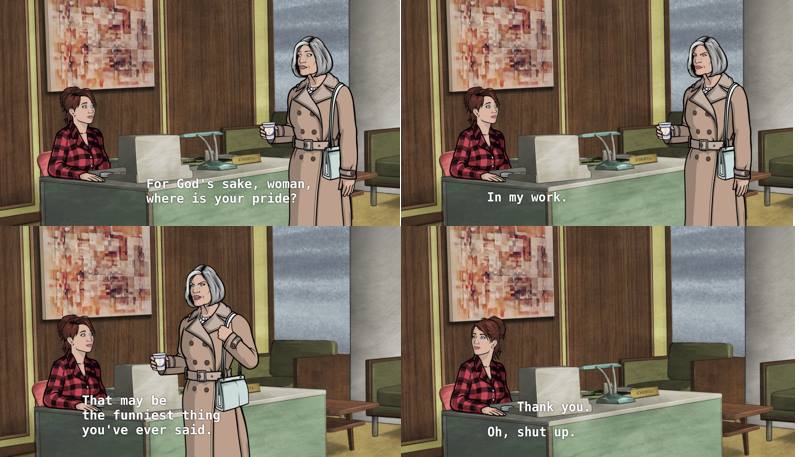 For God's sake, woman,
where is your pride?
In my work.
That may be
the funniest thing
you've ever said.
Thank you.
Oh, shut up.